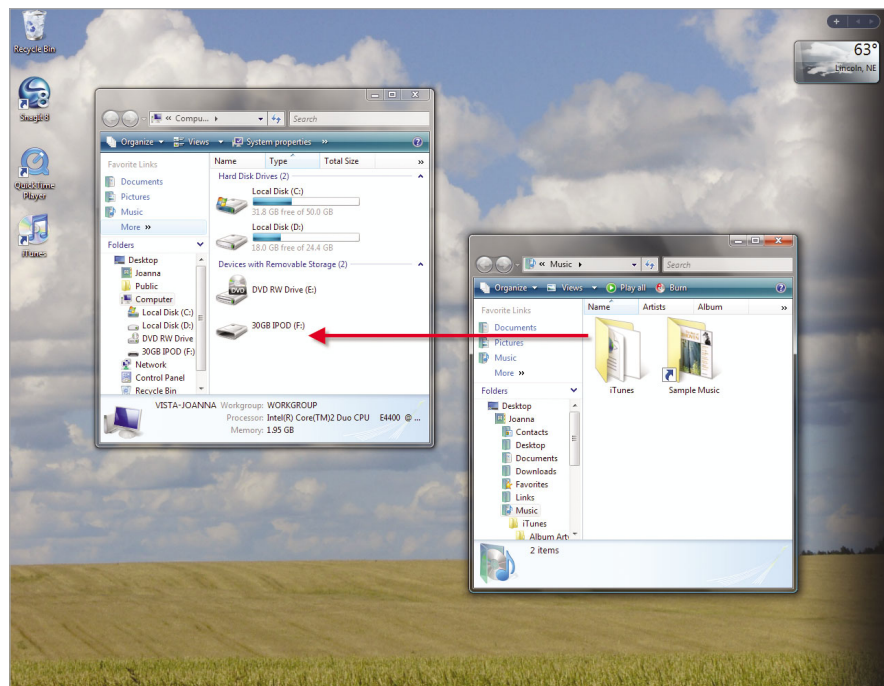 Recycle Bin
SnagIt 8
QuickTime
Player
iTunes
63°
Lincoln, NE
« Compu... ▸
Search
Organize Views System properties »
Favorite Links
Documents
Pictures
Music
More »
Folders
Desktop
Joanna
Public
Computer
Local Disk (C:)
Local Disk (D:)
DVD RW Drive
30GB IPOD (F:)
Network
Control Panel
Recycle Bin
Name Type Total Size »
Hard Disk Drives (2)
Local Disk (C:)
31.8 GB free of 50.0 GB
Local Disk (D:)
18.0 GB free of 24.4 GB
Devices with Removable Storage (2)
DVD
DVD RW Drive (E:)
30GB IPOD (F:)
VISTA-JOANNA Workgroup: WORKGROUP
Processor: Intel(R) Core(TM)2 Duo CPU E4400 @ ...
Memory: 1.95 GB
« Music ▸
Search
Organize Views Play all Burn
Favorite Links
Documents
Pictures
Music
More »
Folders
Desktop
Joanna
Contacts
Desktop
Documents
Downloads
Favorites
Links
Music
iTunes
Album Art
Name Artists Album »
iTunes
Sample Music
2 items